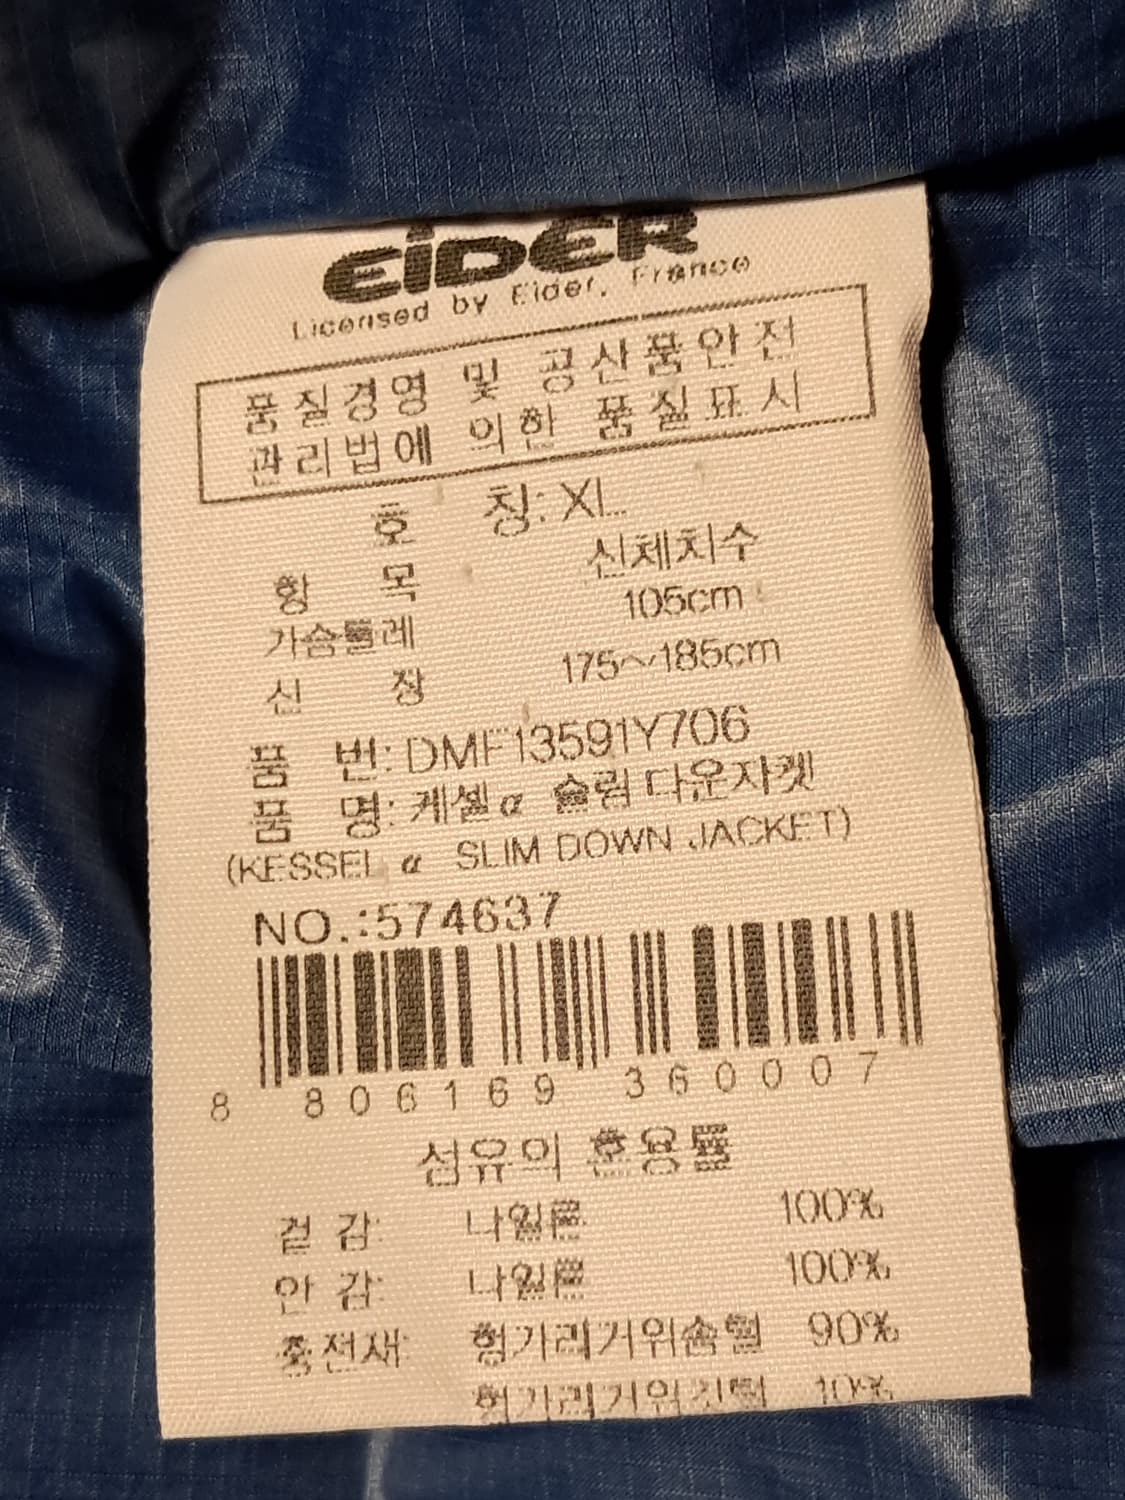 EiDER
Licensed by Eider, France
품질경영 및 공산품안전
관리법에 의한 품질표시
호 칭: XL
항 목 신체치수
가슴둘레 105cm
신 장 175~185cm
품 번: DMF13591Y706
품 명: 케셀α 슬림다운자켓
(KESSEL α SLIM DOWN JACKET)
NO.:574637
8 806169 360007
섬유의 혼용률
겉 감: 나일론 100%
안 감: 나일론 100%
충전재: 헝가리거위솜털 90%
헝가리거위깃털 10%